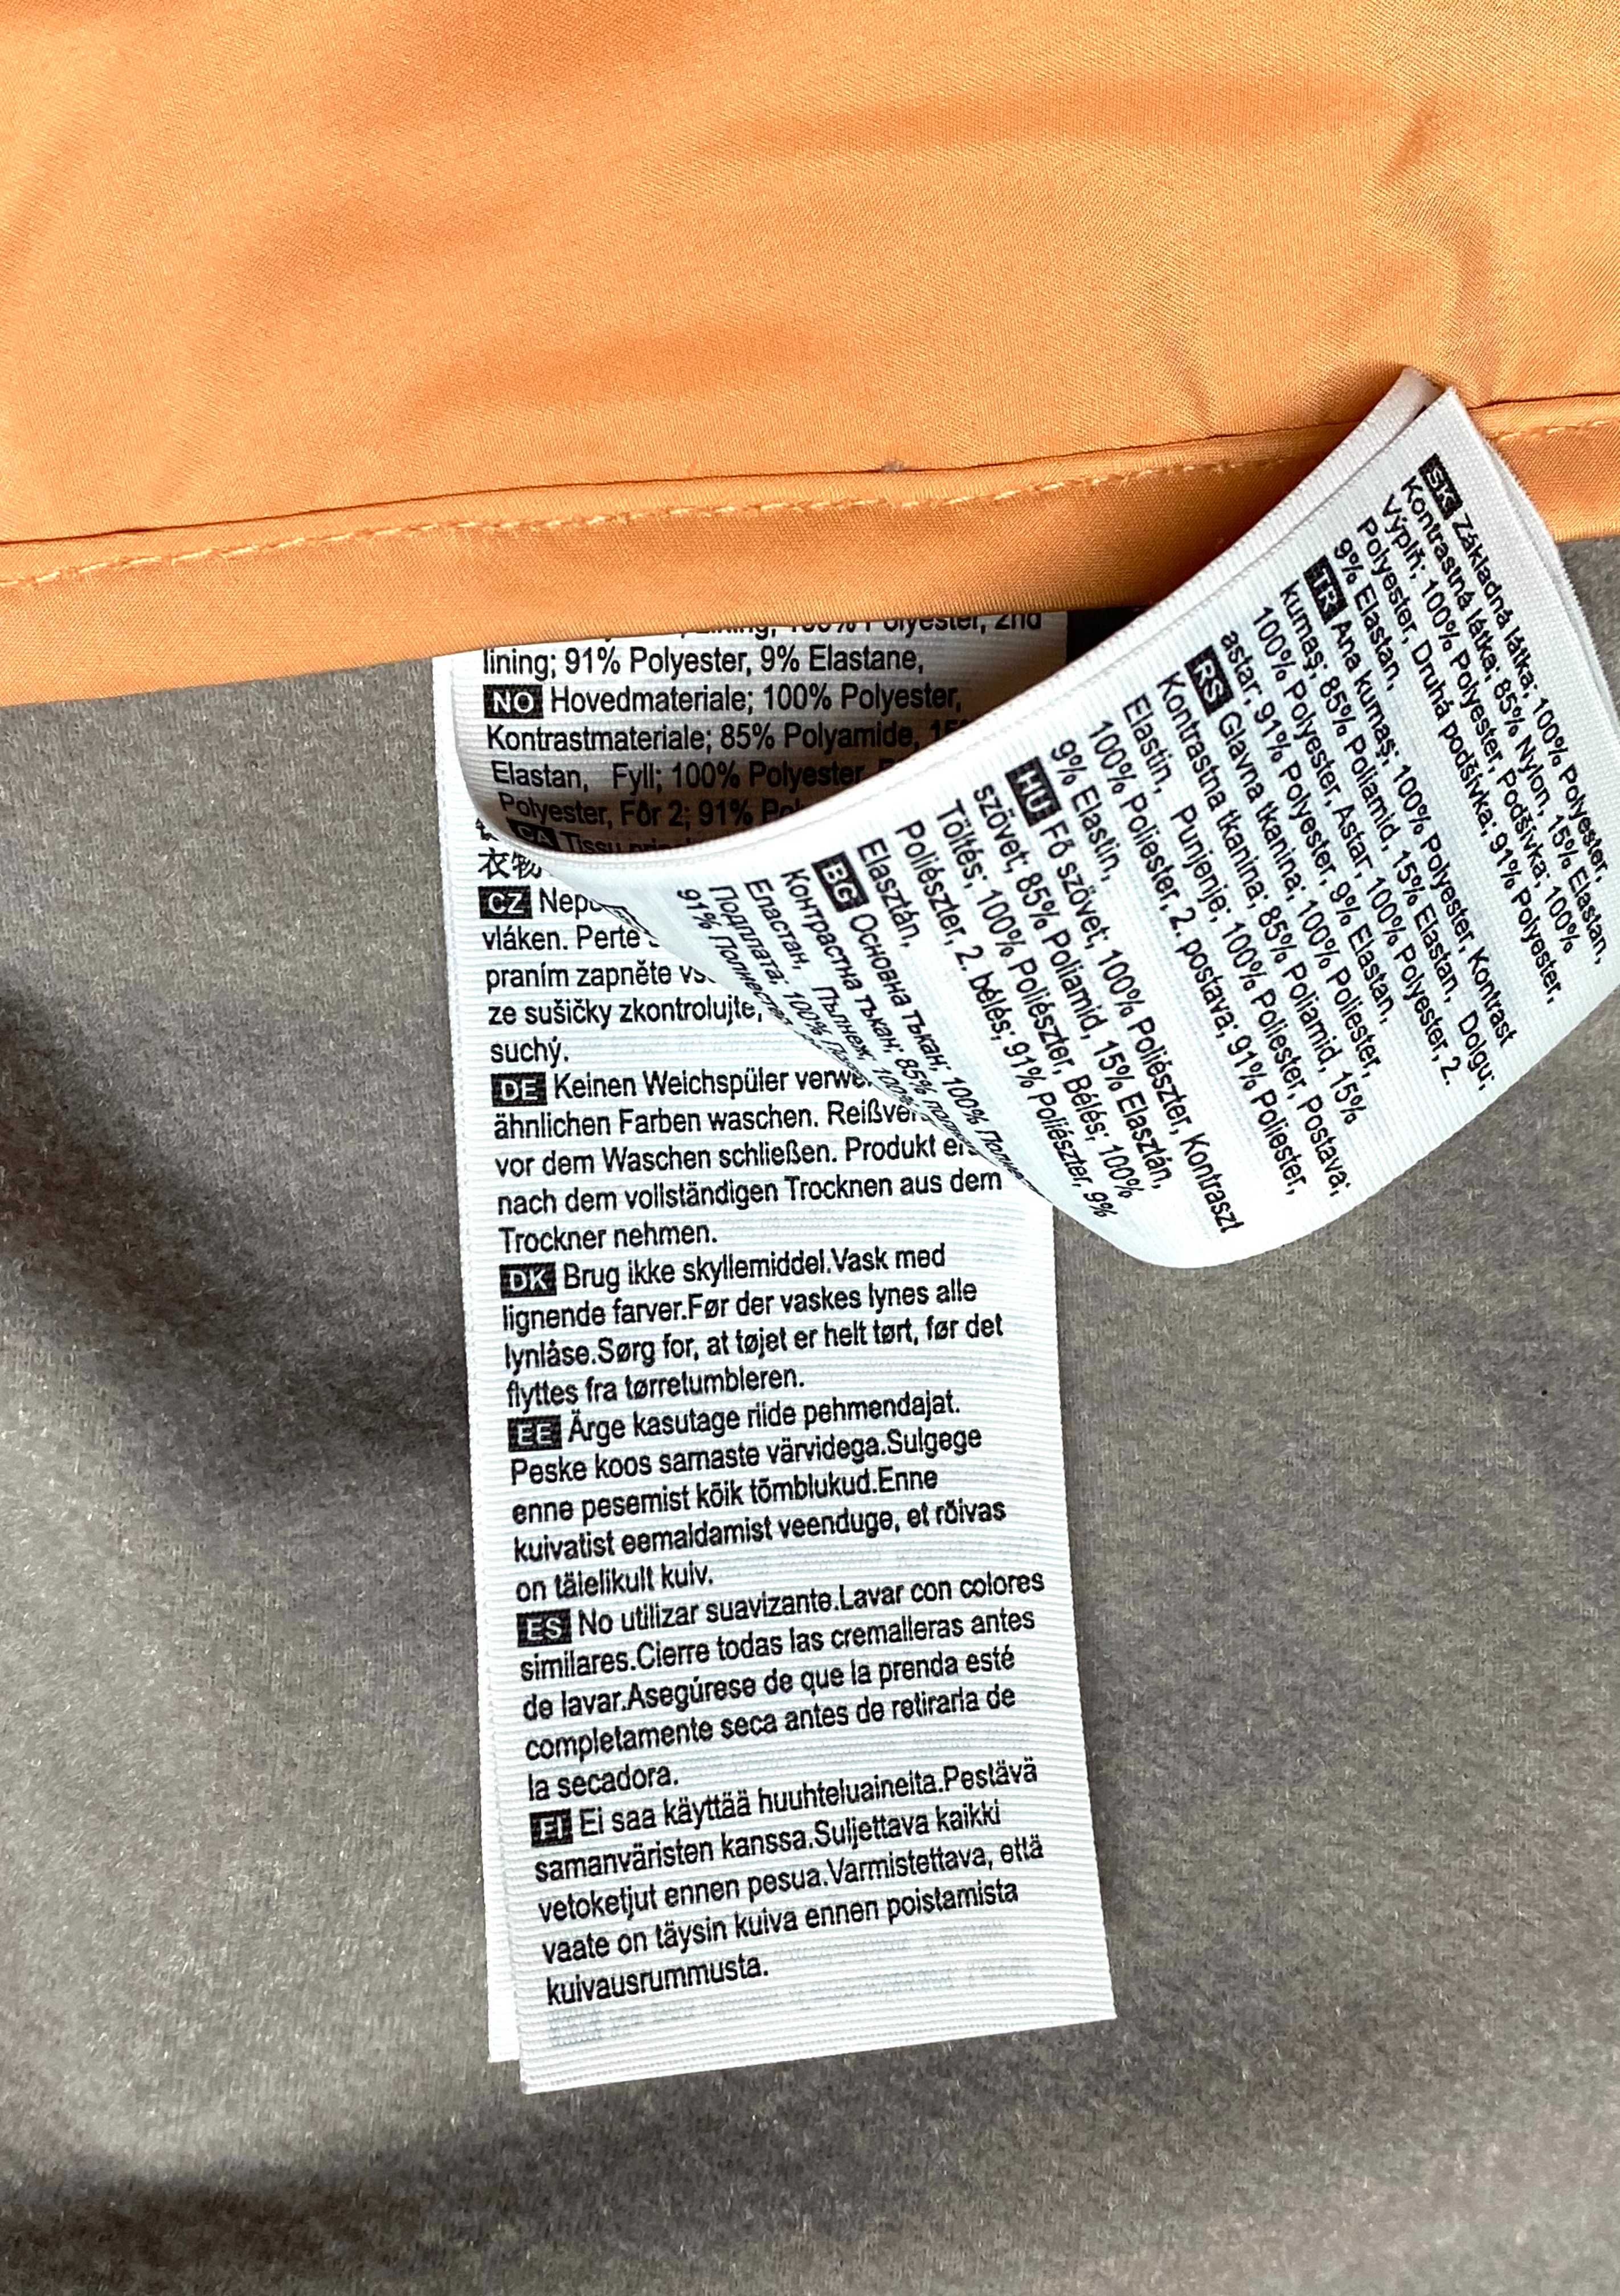 lining; 100% Polyester, 2nd
lining; 91% Polyester, 9% Elastane,
NO Hovedmateriale; 100% Polyester,
Kontrastmateriale; 85% Polyamide,
Elastan, Fyll; 100% Polyester
Polyester, Fôr 2; 91%
CA Tissu
衣物
CZ
vláken. Perte
praním zapněte
ze sušičky zkontrolujte,
suchý.
DE Keinen Weichspüler
ähnlichen Farben waschen.
vor dem Waschen schließen. Produkt
nach dem vollständigen Trocknen aus dem
Trockner nehmen.
DK Brug ikke skyllemiddel.Vask med
lignende farver.Før der vaskes lynes alle
lynlåse.Sørg for, at tøjet er helt tørt, før det
flyttes fra tørretumbleren.
EE Ärge kasutage riide pehmendajat.
Peske koos samaste värvidega.Sulgege
enne pesemist kõik tõmblukud.Enne
kuivatist eemaldamist veenduge, et rõivas
on tälelikult kuiv.
ES No utilizar suavizante.Lavar con colores
similares.Cierre todas las cremalleras antes
de lavar.Asegúrese de que la prenda esté
completamente seca antes de retirarla de
la secadora.
FI Ei saa käyttää huuhteluaineita.Pestävä
samanväristen kanssa.Suljettava kaikki
vetoketjut ennen pesua.Varmistettava, että
vaate on täysin kuiva ennen poistamista
kuivausrummusta.
SK Základná látka; 100% Polyester,
Kontrastná látka; 85% Nylon, 15% Elastan,
Výplň; 100% Polyester, Podšívka; 100%
Polyester, Druhá podšívka; 91% Polyester,
9% Elastan,
TR Ana kumaş; 100% Polyester, Kontrast
kumaş; 85% Poliamid, 15% Elastan, Dolgu;
100% Polyester, Astar, 100% Polyester, 2.
astar; 91% Polyester, 9% Elastan,
RS Glavna tkanina; 100% Poliester,
Kontrastna tkanina; 85% Poliamid, 15%
Elastin, Punjenje; 100% Poliester, Postava;
100% Poliester, 2. postava; 91% Poliester,
9% Elastin,
HU Fő szövet; 100% Poliészter, Kontraszt
szövet; 85% Poliamid, 15% Elasztán,
Töltés; 100% Poliészter, Bélés; 100%
Poliészter, 2. bélés; 91% Poliészter, 9%
Elasztán,
BG Основна тъкан; 100%
Контрастна тъкан; 85%
Еластан, Пълнеж; 100%
Подплата; 100%
91%